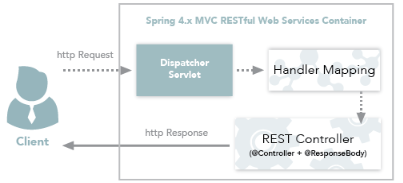 Spring 4.x MVC RESTful Web Services Container
http Request
Dispatcher
Servlet
Handler Mapping
http Response
REST Controller
(@Controller + @ResponseBody)
Client